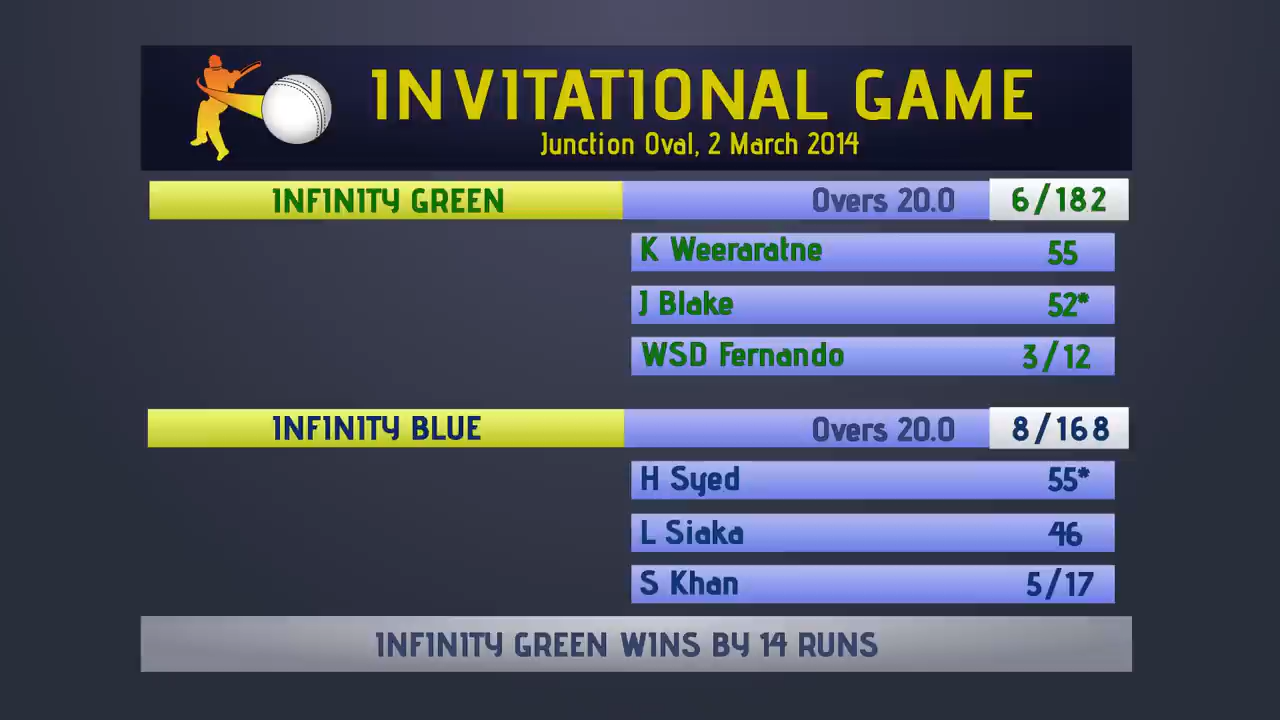 INVITATIONAL GAME
Junction Oval, 2 March 2014
INFINITY GREEN Overs 20.0 6/182
K Weeraratne 55
J Blake 52*
WSD Fernando 3/12
INFINITY BLUE Overs 20.0 8/168
H Syed 55*
L Siaka 46
S Khan 5/17
INFINITY GREEN WINS BY 14 RUNS